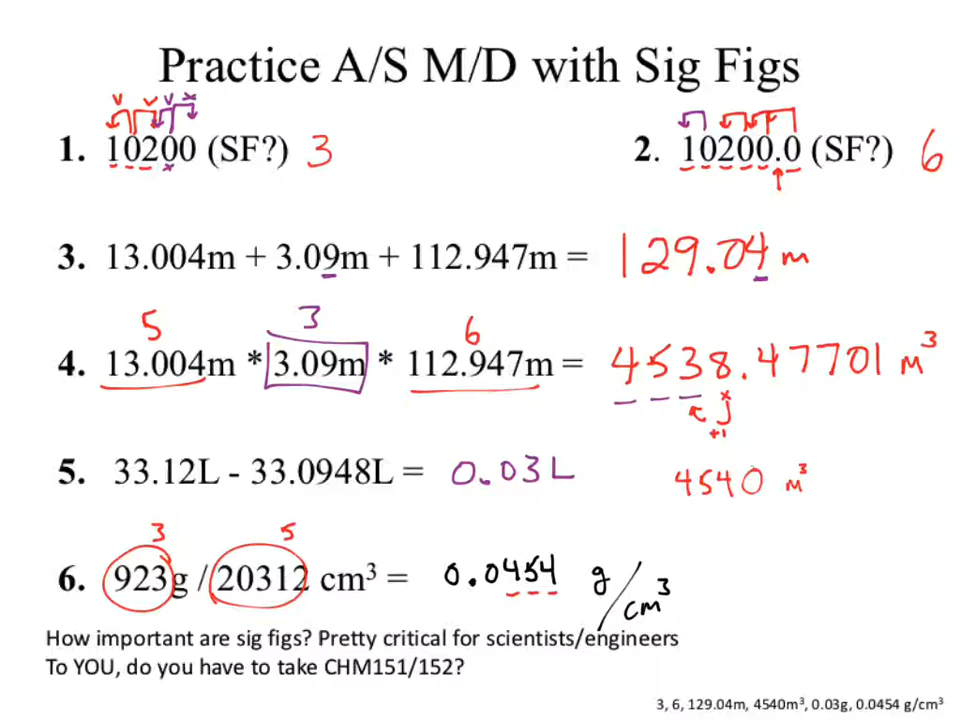 Practice A/S M/D with Sig Figs
v v v x
1. 10200 (SF?) 3
x
2. 10200.0 (SF?) 6
3. 13.004m + 3.09m + 112.947m = 129.04 m
5 3 6
4. 13.004m * 3.09m * 112.947m = 4538.47701 m³
x
+1
4540 m³
5. 33.12L - 33.0948L = 0.03L
3 5
6. 923g / 20312 cm³ = 0.0454 g/cm³
How important are sig figs? Pretty critical for scientists/engineers
To YOU, do you have to take CHM151/152?
3, 6, 129.04m, 4540m³, 0.03g, 0.0454 g/cm³